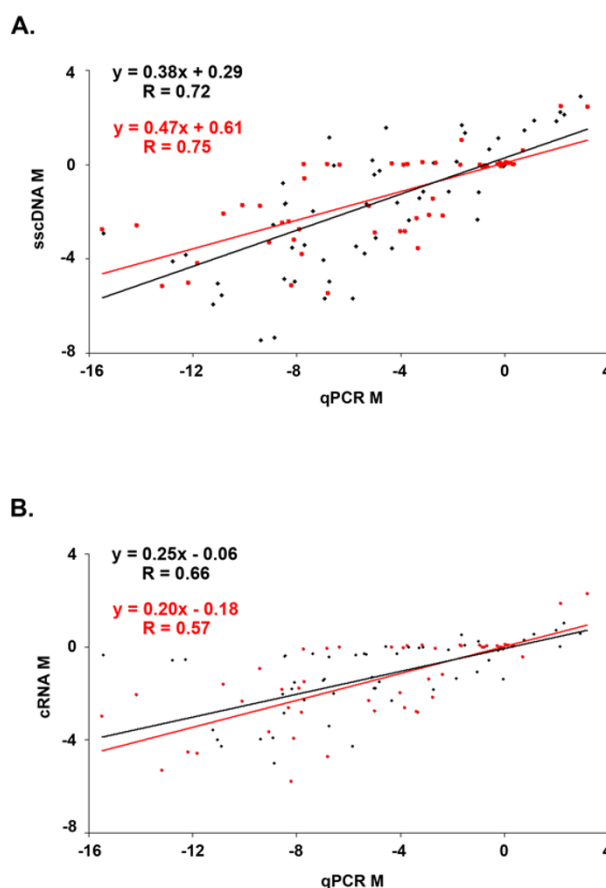 A.
y = 0.38x + 0.29
R = 0.72
y = 0.47x + 0.61
R = 0.75
sscDNA M
4
0
-4
-8
-16
-12
-8
-4
0
4
qPCR M
B.
y = 0.25x - 0.06
R = 0.66
y = 0.20x - 0.18
R = 0.57
cRNA M
4
0
-4
-8
-16
-12
-8
-4
0
4
qPCR M